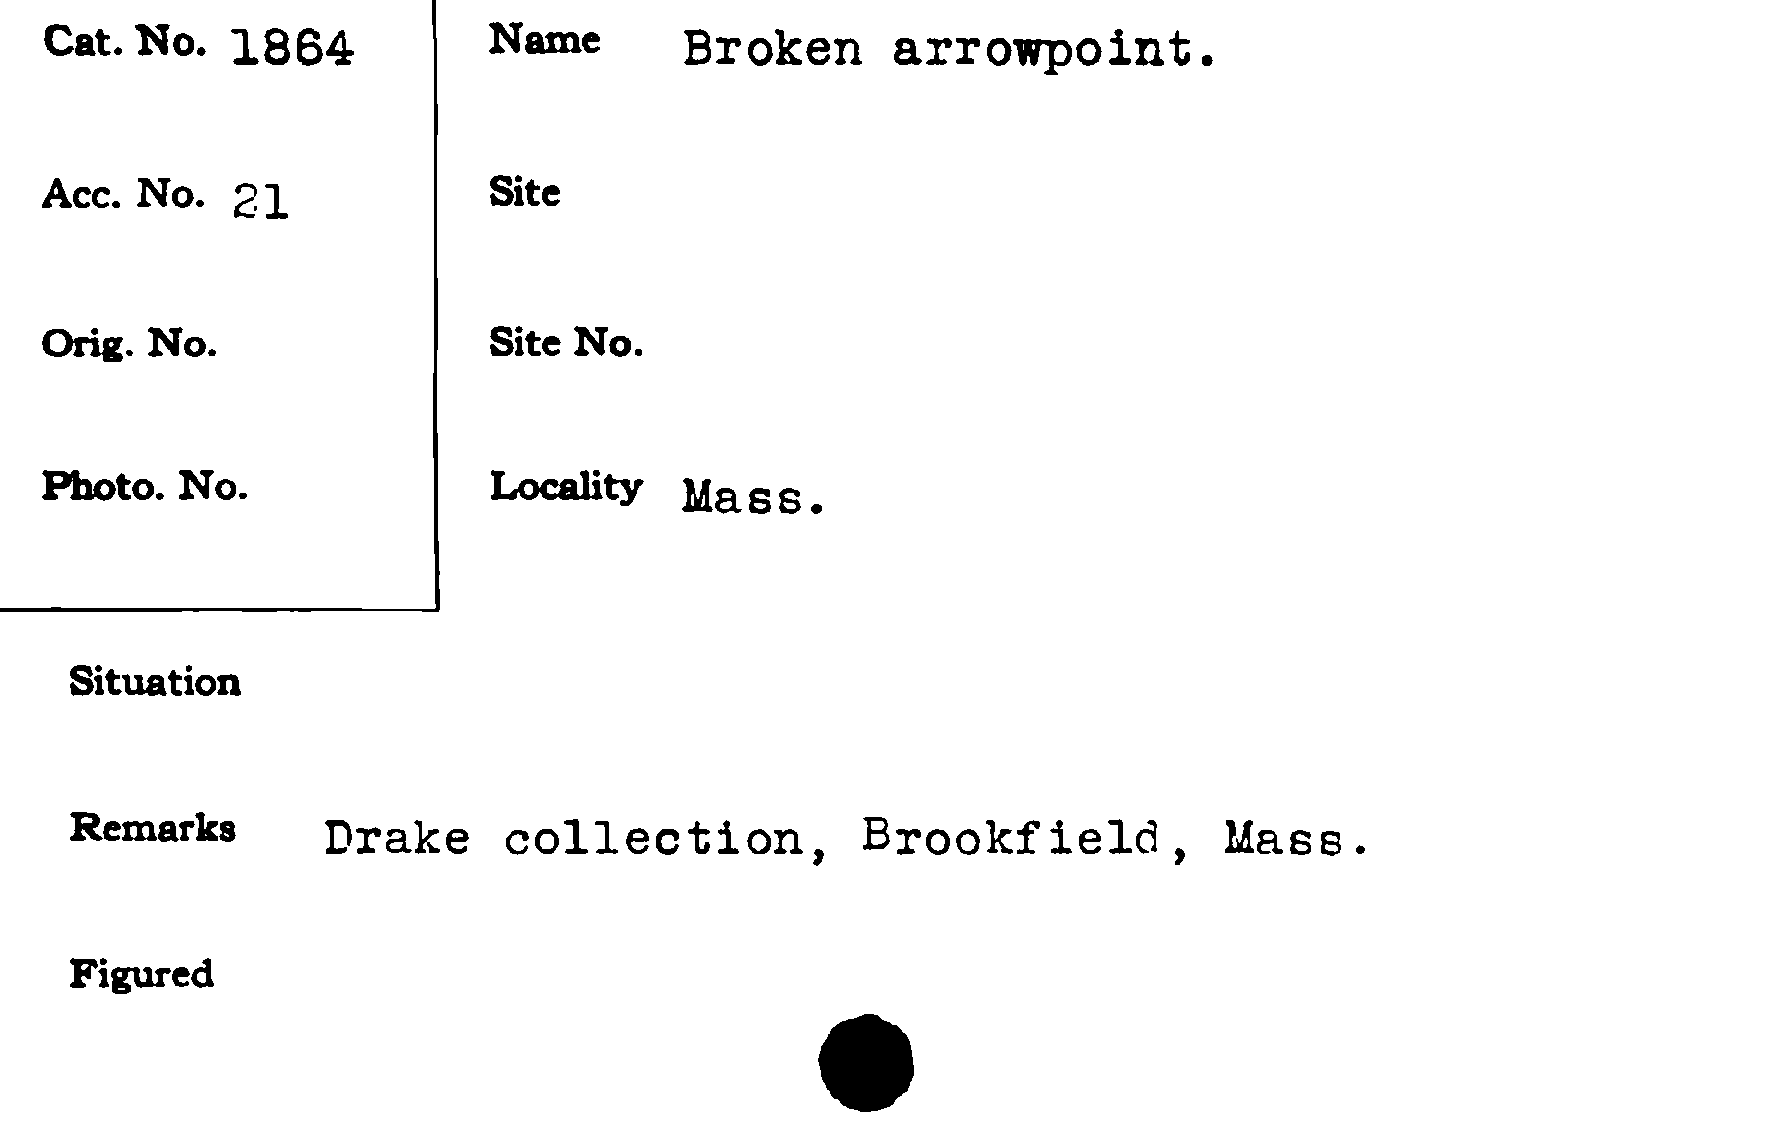 Cat. No. 1864
Name Broken arrowpoint.
Acc. No. 21
Site
Orig. No.
Site No.
Photo. No.
Locality Mass.
Situation
Remarks Drake collection, Brookfield, Mass.
Figured